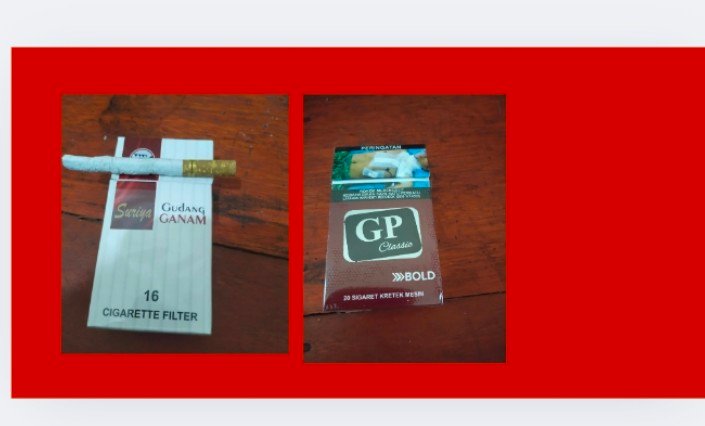 Suriya
GUDANG
GANAM
16
CIGARETTE FILTER
PERINGATAN
GP
Classic
BOLD
20 SIGARET KRETEK MESIN